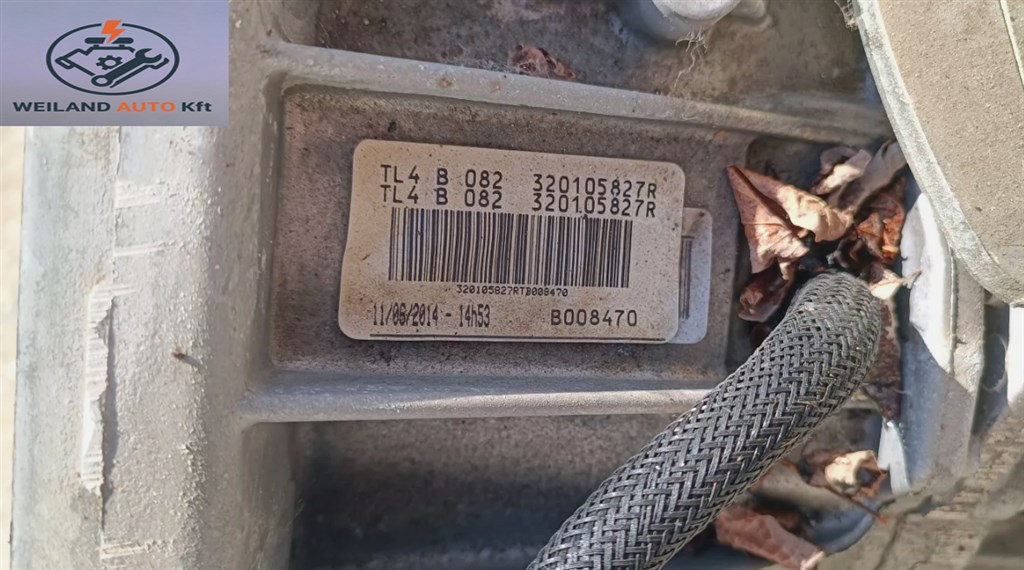 WEILAND AUTO Kft
TL4 B 082 320105827R
TL4 B 082 320105827R
320105827RTB008470
11/06/2014 - 14h53 B008470